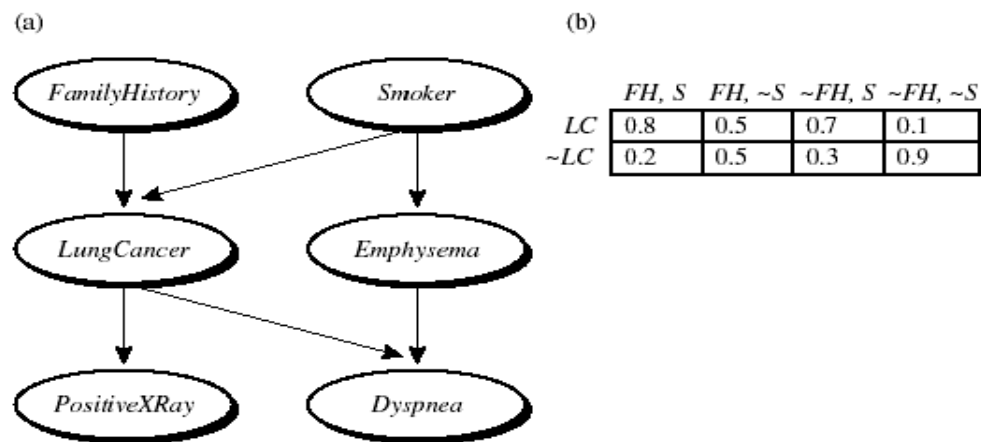 (a)
(b)
FamilyHistory
Smoker
LungCancer
Emphysema
PositiveXRay
Dyspnea
FH, S FH, ~S ~FH, S ~FH, ~S
LC 0.8 0.5 0.7 0.1
~LC 0.2 0.5 0.3 0.9